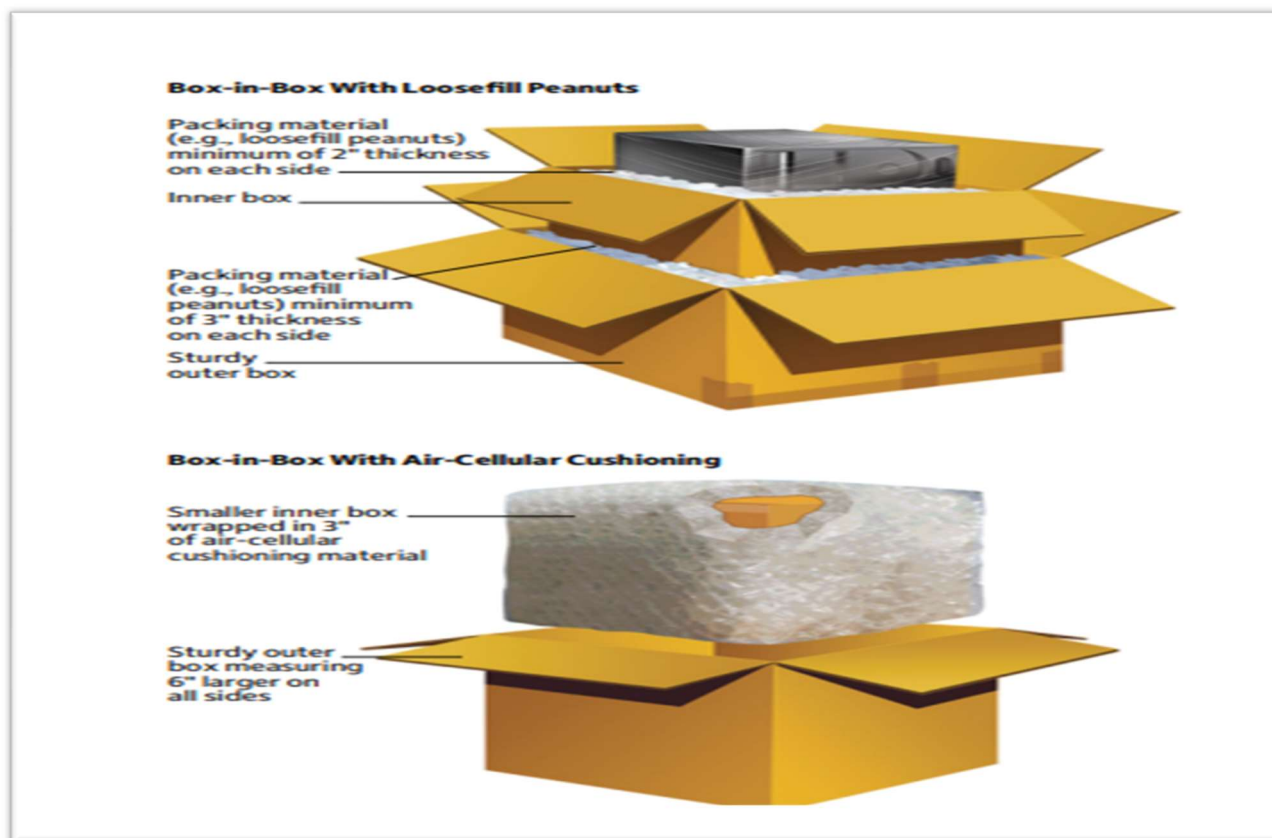 Box-in-Box With Loosefill Peanuts
Packing material
(e.g., loosefill peanuts)
minimum of 2" thickness
on each side
Inner box
Packing material
(e.g., loosefill
peanuts) minimum
of 3" thickness
on each side
Sturdy
outer box
Box-in-Box With Air-Cellular Cushioning
Smaller inner box
wrapped in 3"
of air-cellular
cushioning material
Sturdy outer
box measuring
6" larger on
all sides